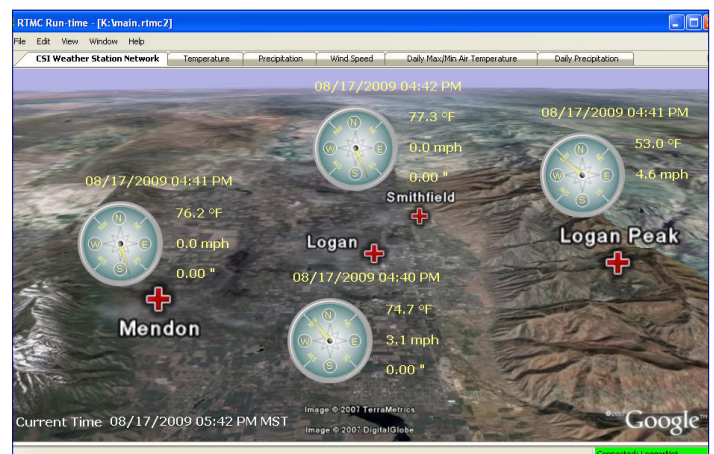 RTMC Run-time - [K:\main.rtmc2]
File Edit View Window Help
CSI Weather Station Network Temperature Precipitation Wind Speed Daily Max/Min Air Temperature Daily Precipitation
08/17/2009 04:42 PM
77.3 °F
0.0 mph
0.00 "
N
E
S
W
Smithfield
08/17/2009 04:41 PM
53.0 °F
4.6 mph
N
E
S
W
Logan Peak
08/17/2009 04:41 PM
76.2 °F
0.0 mph
0.00 "
N
E
S
W
Mendon
Logan
08/17/2009 04:40 PM
74.7 °F
3.1 mph
0.00 "
N
E
S
W
Current Time 08/17/2009 05:42 PM MST
Image © 2007 TerraMetrics
Image © 2007 DigitalGlobe
©2007 Google™
Connected: LoggerNet